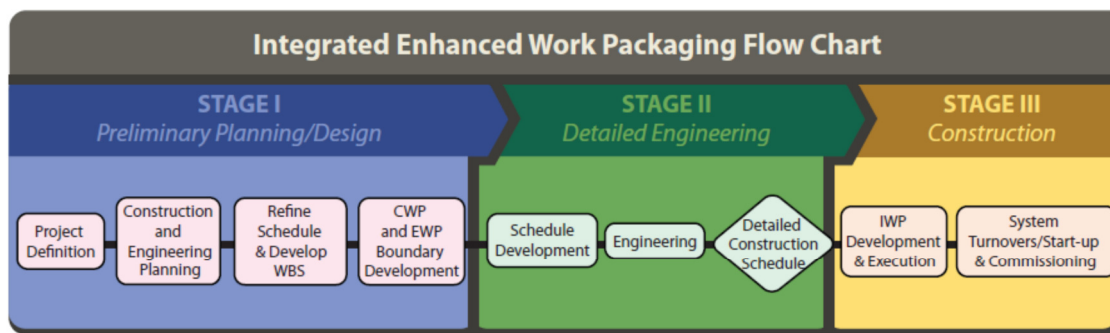 Integrated Enhanced Work Packaging Flow Chart
STAGE I
Preliminary Planning/Design
STAGE II
Detailed Engineering
STAGE III
Construction
Project
Definition
Construction
and
Engineering
Planning
Refine
Schedule
& Develop
WBS
CWP
and EWP
Boundary
Development
Schedule
Development
Engineering
Detailed
Construction
Schedule
IWP
Development
& Execution
System
Turnovers/Start-up
& Commissioning